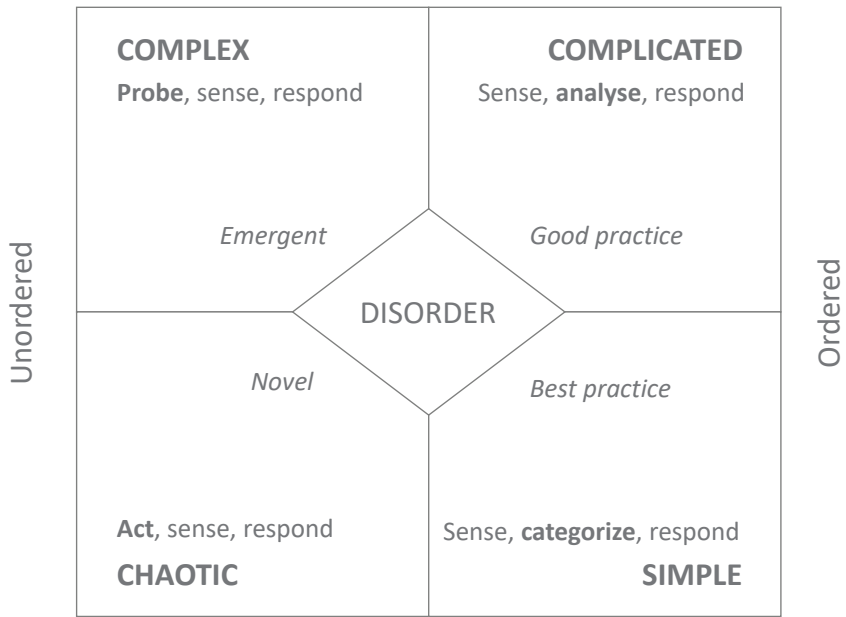 COMPLEX
Probe, sense, respond
COMPLICATED
Sense, analyse, respond
Emergent
Good practice
Unordered
DISORDER
Ordered
Novel
Best practice
Act, sense, respond
CHAOTIC
Sense, categorize, respond
SIMPLE